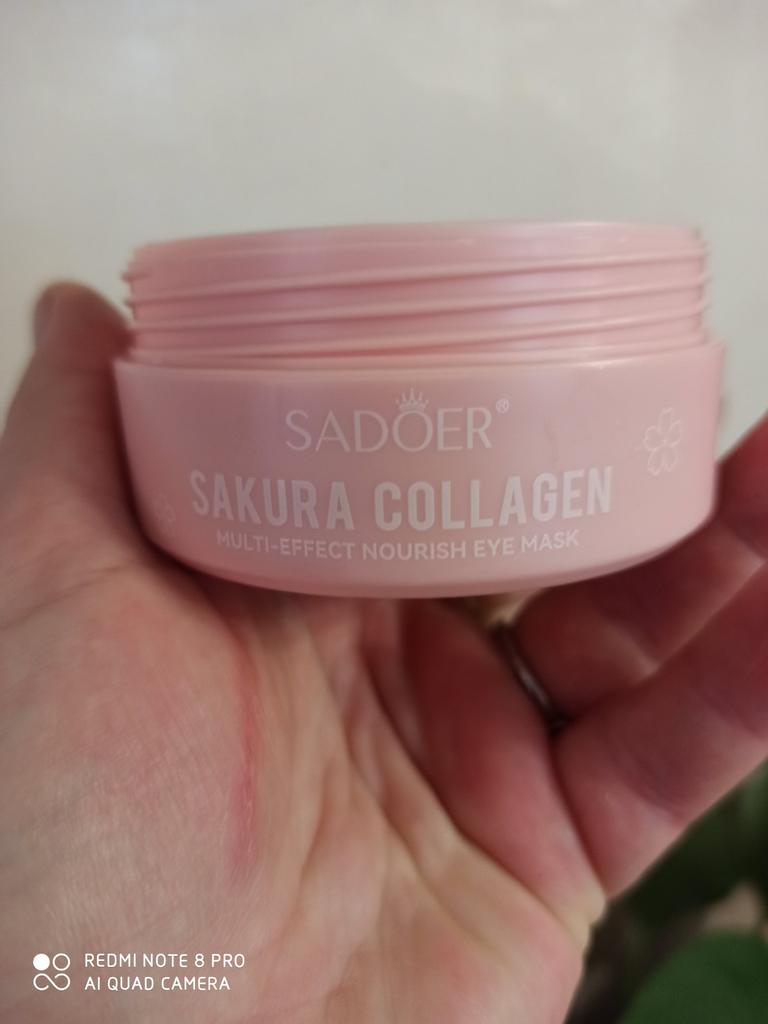 SADOER®
SAKURA COLLAGEN
MULTI-EFFECT NOURISH EYE MASK
REDMI NOTE 8 PRO
AI QUAD CAMERA